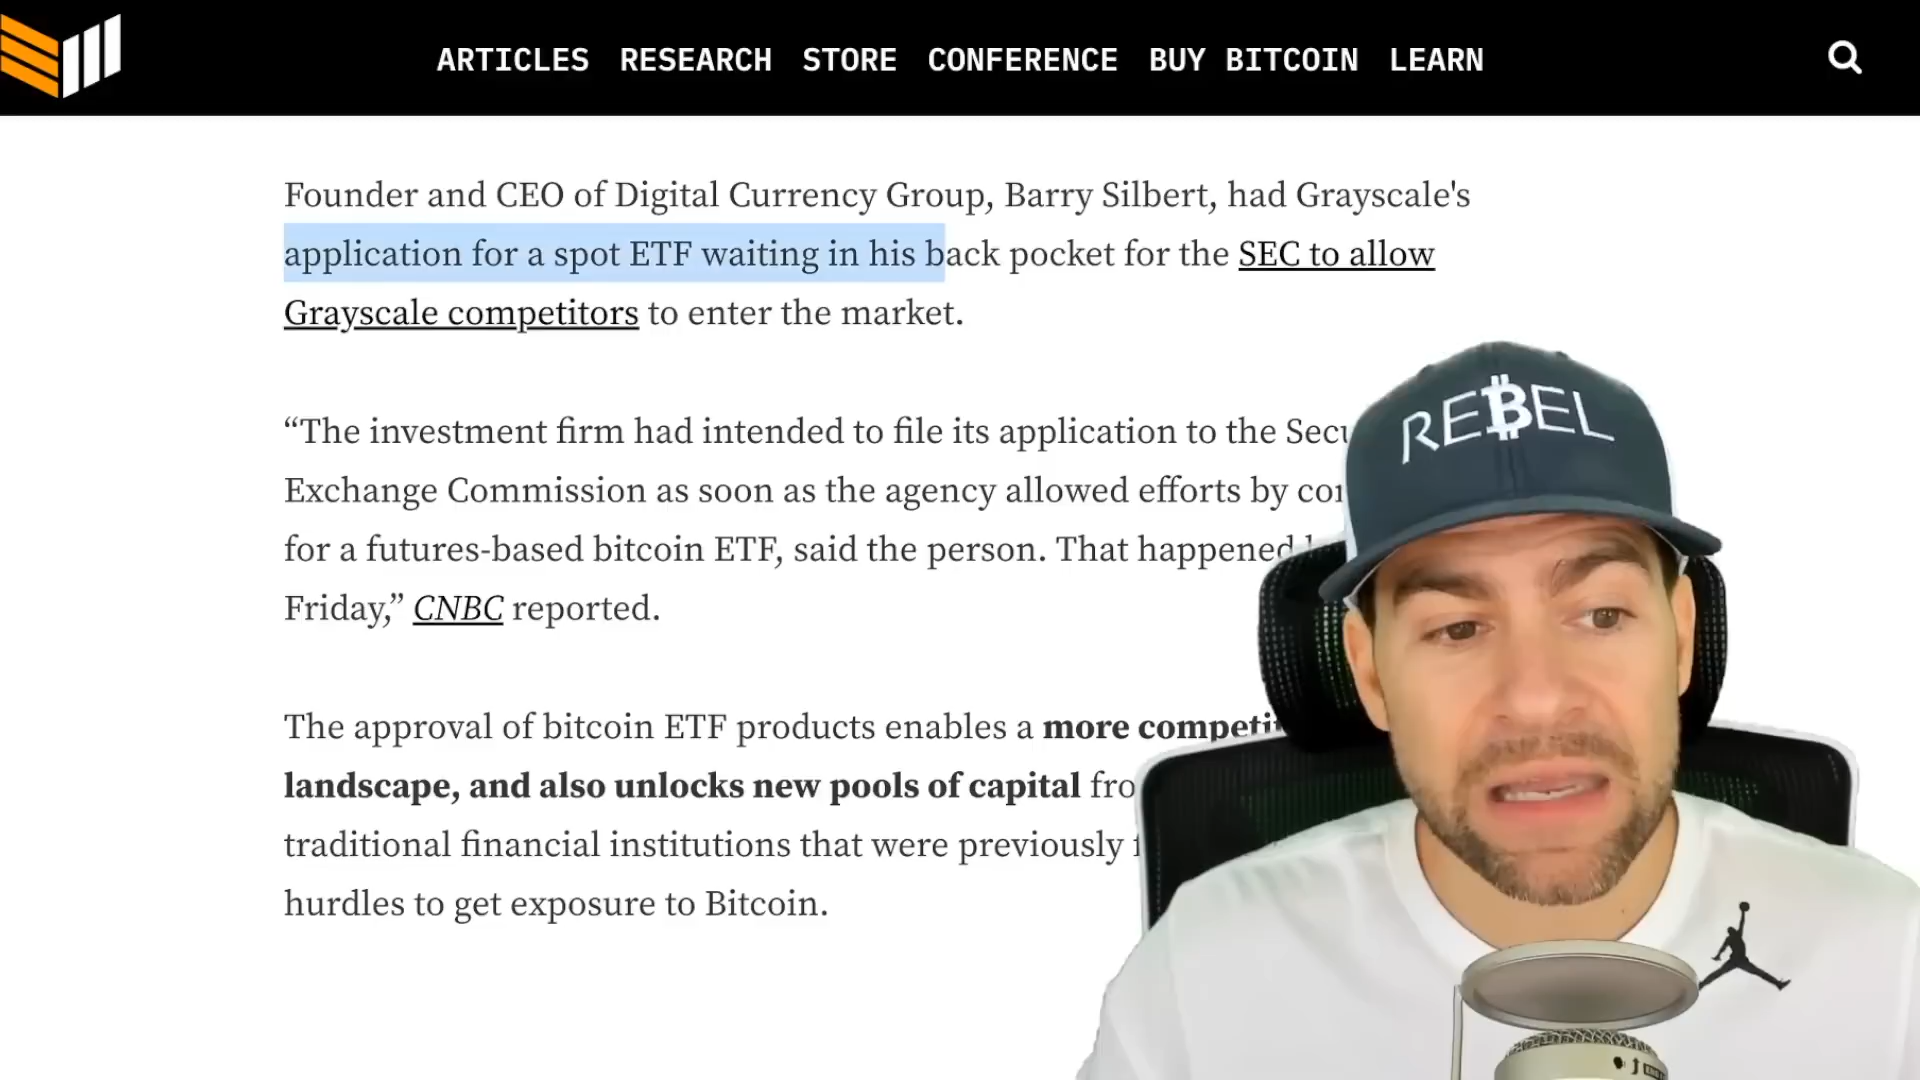 ARTICLES RESEARCH STORE CONFERENCE BUY BITCOIN LEARN
Founder and CEO of Digital Currency Group, Barry Silbert, had Grayscale's
application for a spot ETF waiting in his back pocket for the SEC to allow
Grayscale competitors to enter the market.
“The investment firm had intended to file its application to the
Exchange Commission as soon as the agency allowed efforts by
for a futures-based bitcoin ETF, said the person. That happened
Friday,” CNBC reported.
The approval of bitcoin ETF products enables a more
landscape, and also unlocks new pools of capital
traditional financial institutions that were previously
hurdles to get exposure to Bitcoin.
REBEL